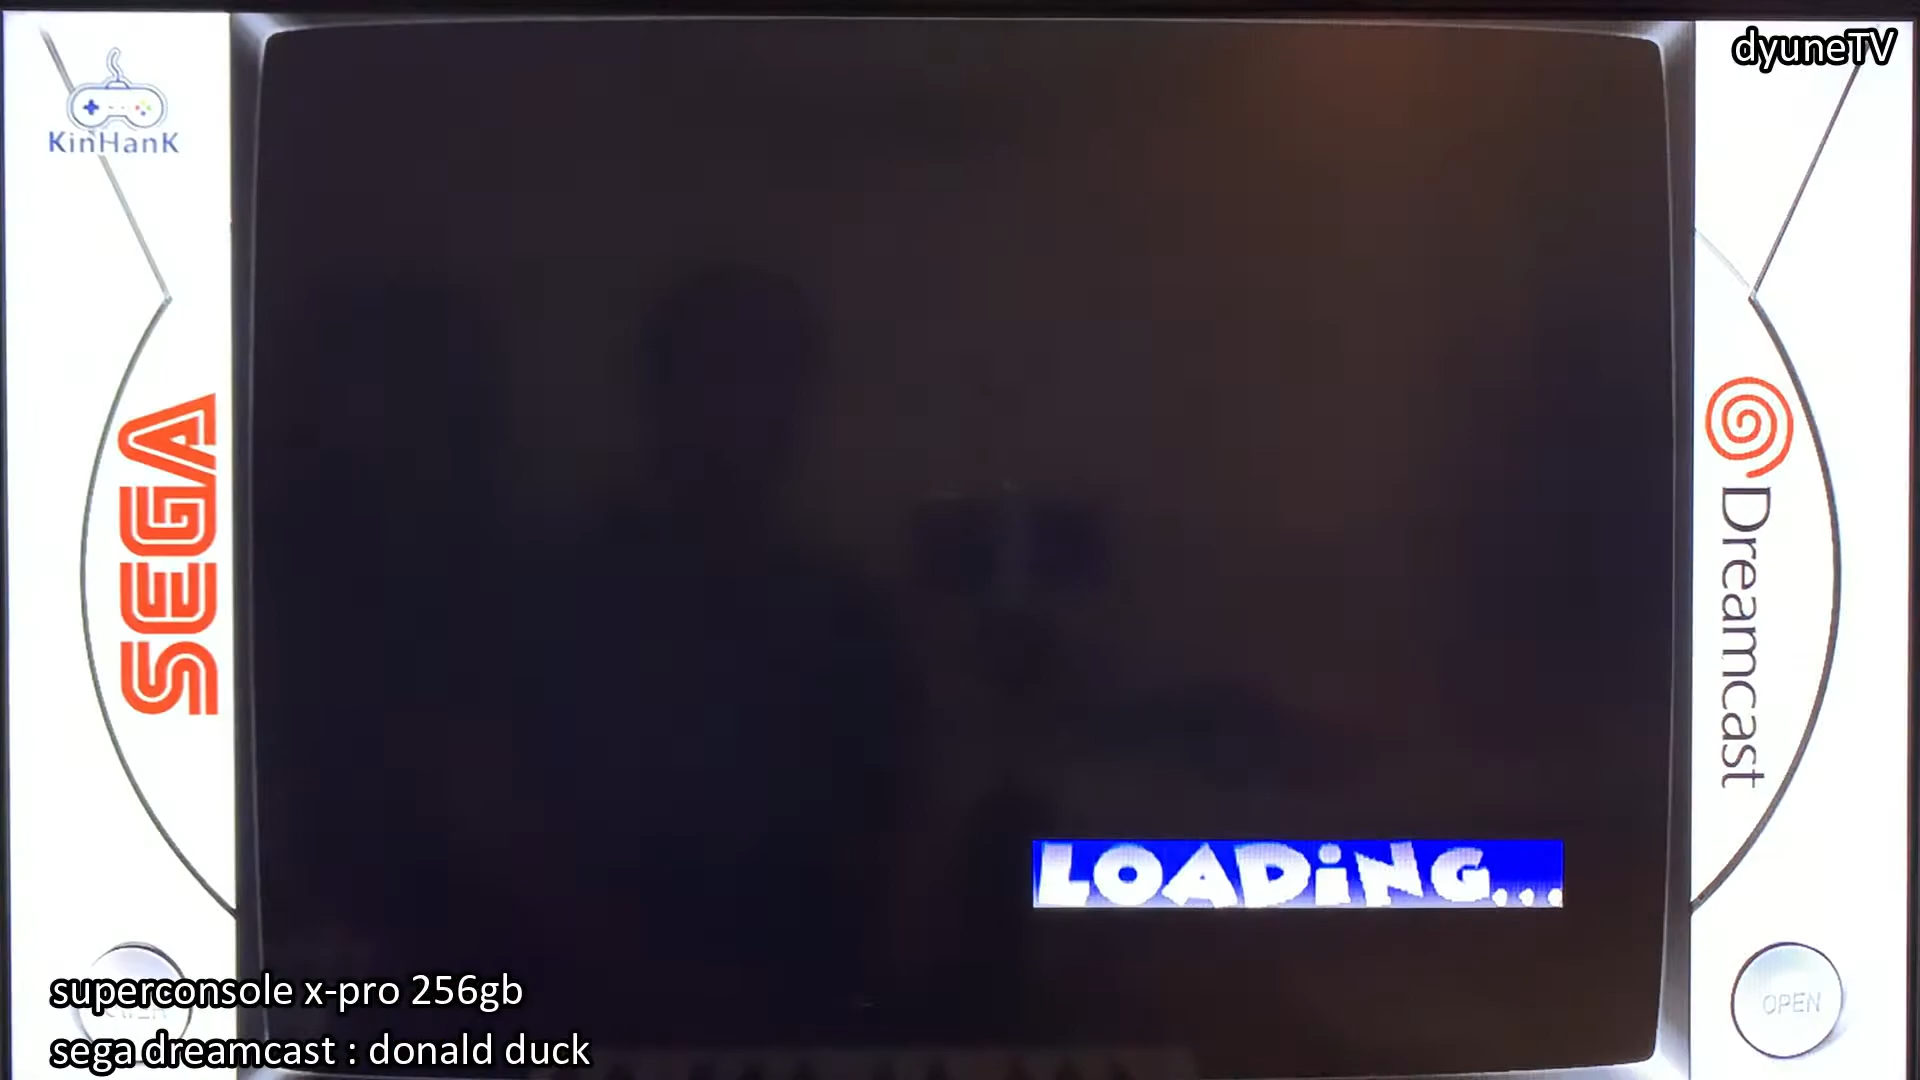 dyuneTV
KinHanK
SEGA
Dreamcast
LOADiNG...
OPEN
superconsole x-pro 256gb
sega dreamcast : donald duck